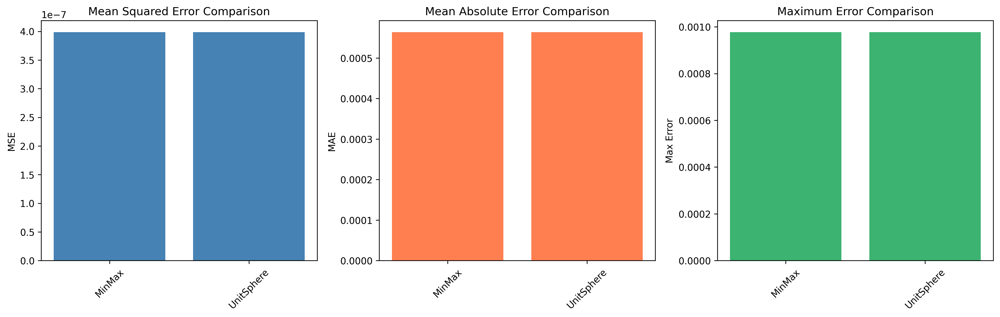 Mean Squared Error Comparison
1e−7
4.0
3.5
3.0
2.5
2.0
1.5
1.0
0.5
0.0
MSE
MinMax
UnitSphere
Mean Absolute Error Comparison
0.0005
0.0004
0.0003
0.0002
0.0001
0.0000
MAE
MinMax
UnitSphere
Maximum Error Comparison
0.0010
0.0008
0.0006
0.0004
0.0002
0.0000
Max Error
MinMax
UnitSphere